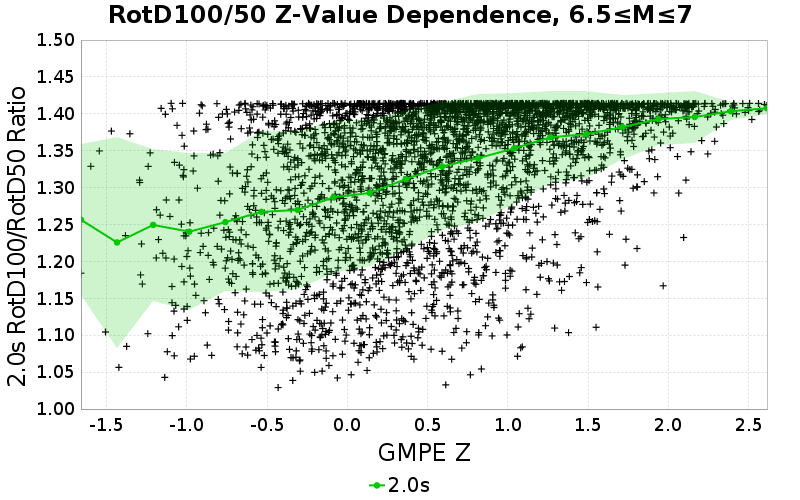 RotD100/50 Z-Value Dependence, 6.5≤M≤7
2.0s RotD100/RotD50 Ratio
1.50
1.45
1.40
1.35
1.30
1.25
1.20
1.15
1.10
1.05
1.00
-1.5 -1.0 -0.5 0.0 0.5 1.0 1.5 2.0 2.5
GMPE Z
2.0s